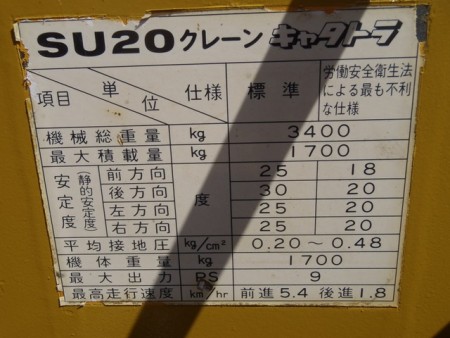 SU20クレーン キャタトラ
項目 単位 仕様 標準 労働安全衛生法による最も不利な仕様
機械総重量 kg 3400
最大積載量 kg 1700
安定度(静的安定度) 前方向 度 25 18
後方向 30 20
左方向 25 20
右方向 25 20
平均接地圧 kg/cm² 0.20～0.48
機体重量 kg 1700
最大出力 PS 9
最高走行速度 km/hr 前進5.4 後進1.8